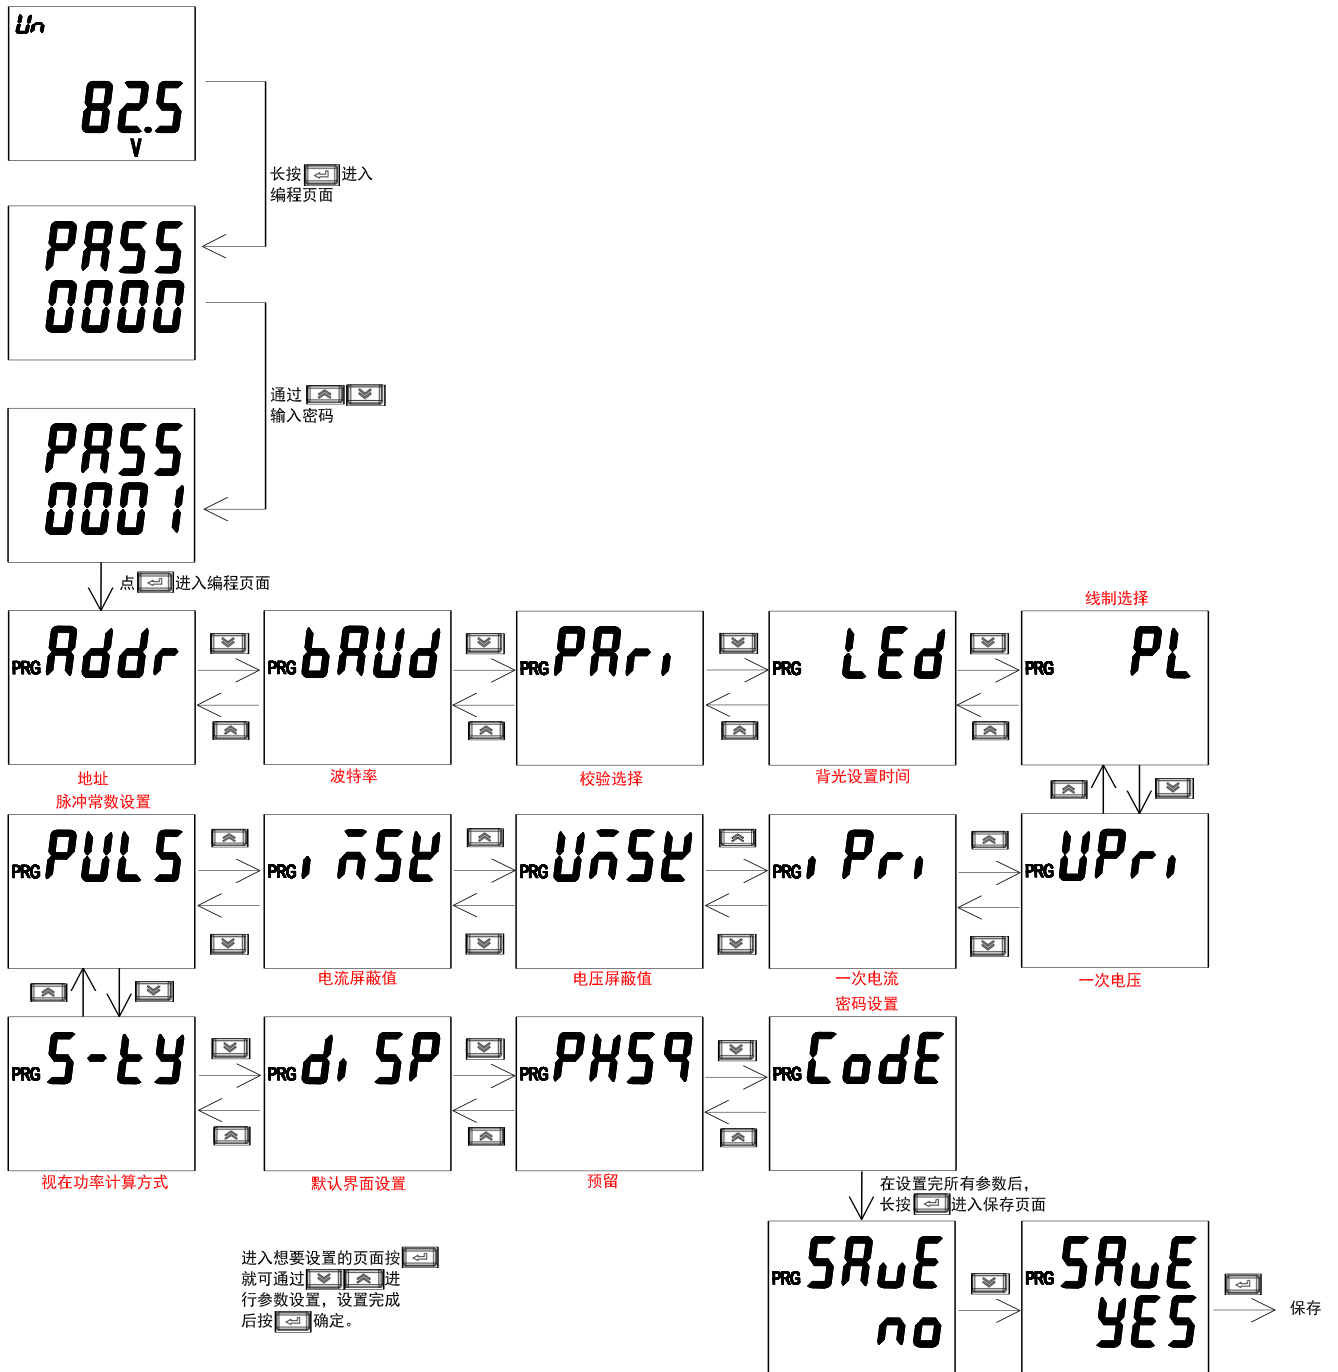 Un
82.5
V
长按进入
编程页面
PASS
0000
通过
输入密码
PASS
0001
点进入编程页面
线制选择
PRG Addr
PRG bAUd
PRG PAri
PRG LEd
PRG PL
地址
波特率
校验选择
背光设置时间
脉冲常数设置
PRG PULS
PRG i nSt
PRG UnSt
PRG i Pri
PRG UPri
电流屏蔽值
电压屏蔽值
一次电流
一次电压
密码设置
PRG S-ty
PRG di SP
PRG PHSq
PRG CodE
视在功率计算方式
默认界面设置
预留
在设置完所有参数后，
长按进入保存页面
进入想要设置的页面按
就可通过进
行参数设置，设置完成
后按确定。
PRG SAvE
no
PRG SAvE
YES
保存